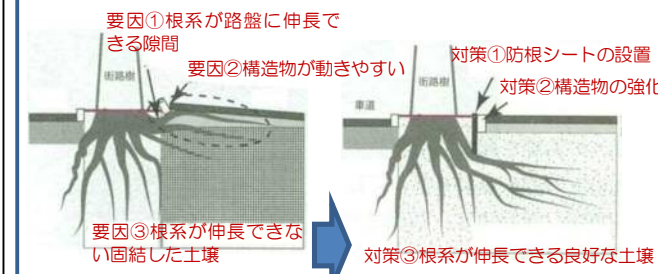 要因①根系が路盤に伸長で
きる隙間
要因②構造物が動きやすい
街路樹
要因③根系が伸長できな
い固結した土壌
対策①防根シートの設置
対策②構造物の強化
街路樹
車道
対策③根系が伸長できる良好な土壌